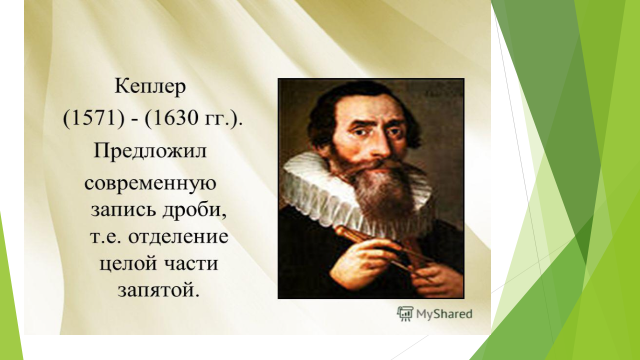 Кеплер
(1571) - (1630 гг.).
Предложил
современную
запись дроби,
т.е. отделение
целой части
запятой.
MyShared